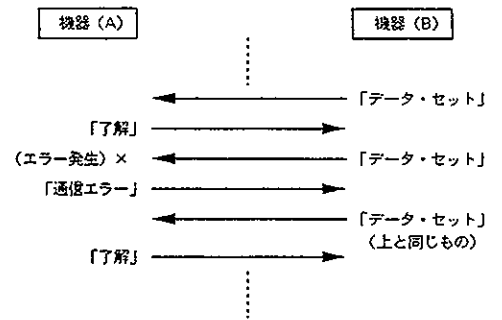 機器（A）
機器（B）
「データ・セット」
「了解」
（エラー発生）×
「データ・セット」
「通信エラー」
「データ・セット」
（上と同じもの）
「了解」